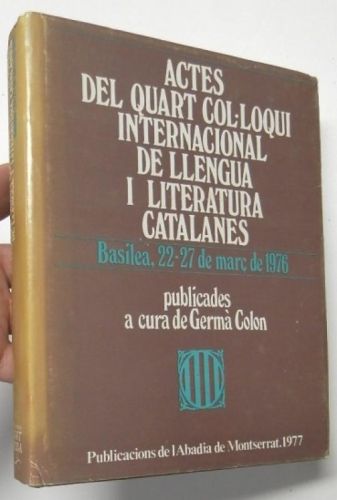 ACTES
DEL QUART COL·LOQUI
INTERNACIONAL
DE LLENGUA
I LITERATURA
CATALANES
Basilea, 22-27 de març de 1976
publicades
a cura de Germà Colon
Publicacions de l'Abadia de Montserrat.1977